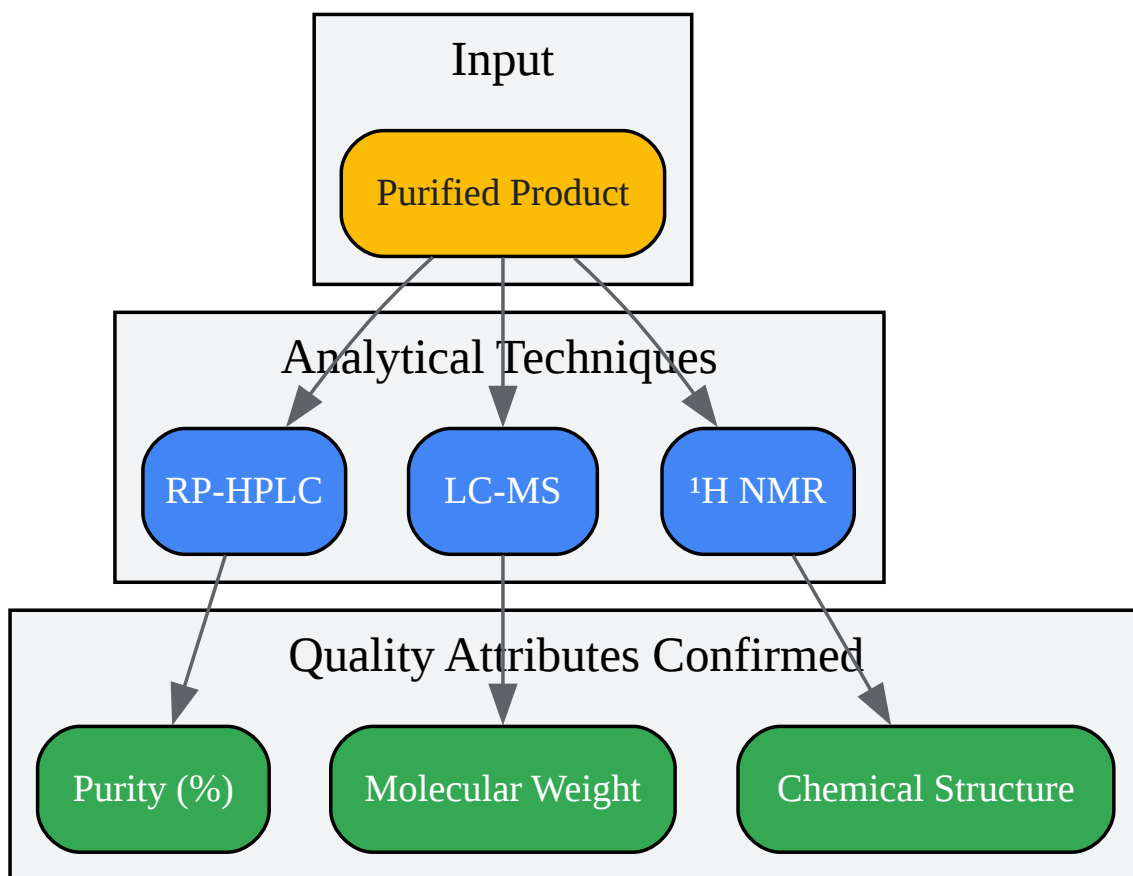 Input
Purified Product
Analytical Techniques
RP-HPLC
LC-MS
¹H NMR
Quality Attributes Confirmed
Purity (%)
Molecular Weight
Chemical Structure